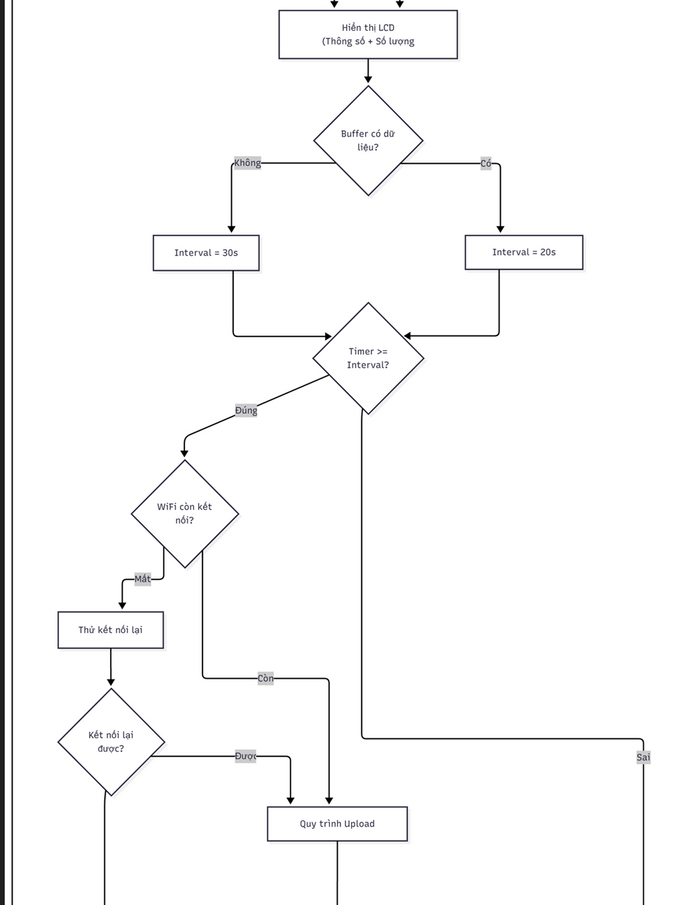 Hiển thị LCD
(Thông số + Số lượng
Buffer có dữ
liệu?
Không
Có
Interval = 30s
Interval = 20s
Timer >=
Interval?
Đúng
WiFi còn kết
nối?
Mất
Thử kết nối lại
Còn
Kết nối lại
được?
Được
Sai
Quy trình Upload